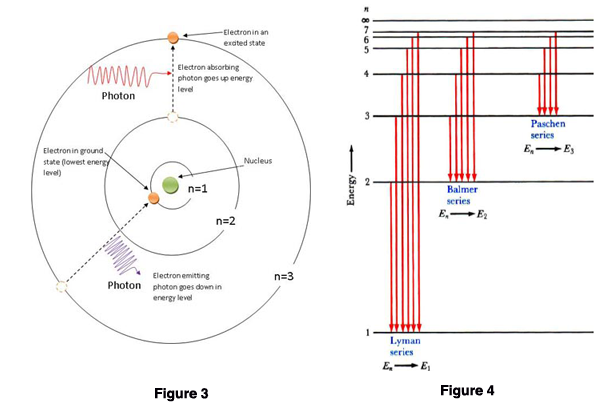 Electron in an
excited state
Electron absorbing
photon goes up energy
level
Photon
Electron in ground
state (lowest energy
level)
Nucleus
n=1
n=2
n=3
Photon
Electron emitting
photon goes down in
energy level
Figure 3
n
∞
7
6
5
4
3
2
1
Energy
Paschen
series
En → E3
Balmer
series
En → E2
Lyman
series
En → E1
Figure 4